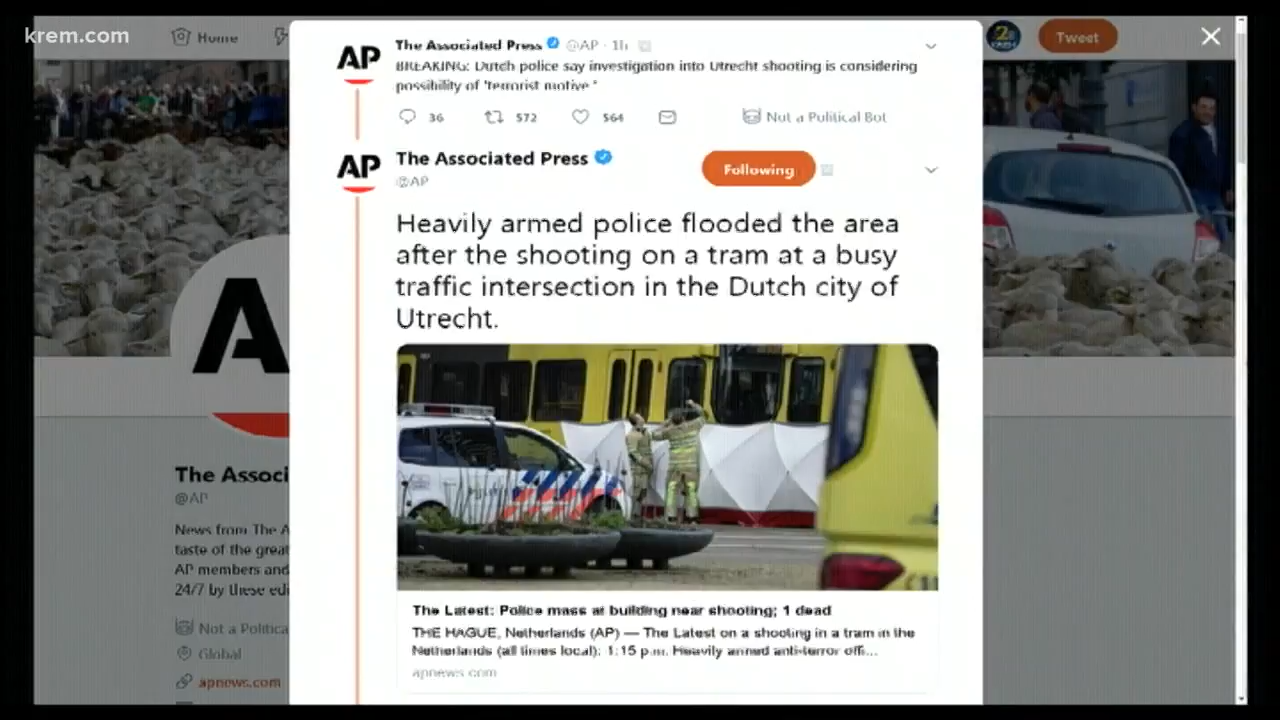 krem.com
Home
Tweet
AP
The Associated Press @AP · 1h
BREAKING: Dutch police say investigation into Utrecht shooting is considering
possibility of "terrorist motive."
36 572 564 Not a Political Bot
AP
The Associated Press
@AP
Following
Heavily armed police flooded the area
after the shooting on a tram at a busy
traffic intersection in the Dutch city of
Utrecht.
The Latest: Police mass at building near shooting; 1 dead
THE HAGUE, Netherlands (AP) — The Latest on a shooting in a tram in the
Netherlands (all times local): 1:15 p.m. Heavily armed anti-terror offi...
apnews.com
A
The Associ
@AP
News from The A
taste of the great
AP members and
24/7 by these edi
Not a Politica
Global
apnews.com